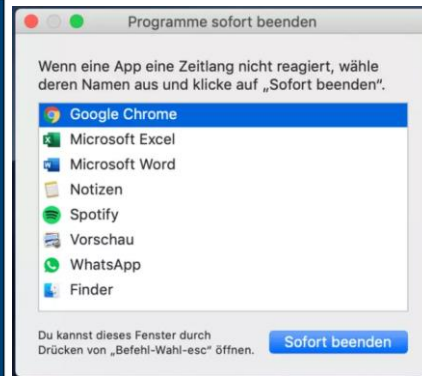 Programme sofort beenden
Wenn eine App eine Zeitlang nicht reagiert, wähle
deren Namen aus und klicke auf „Sofort beenden“.
Google Chrome
Microsoft Excel
Microsoft Word
Notizen
Spotify
Vorschau
WhatsApp
Finder
Du kannst dieses Fenster durch
Drücken von „Befehl-Wahl-esc“ öffnen.
Sofort beenden